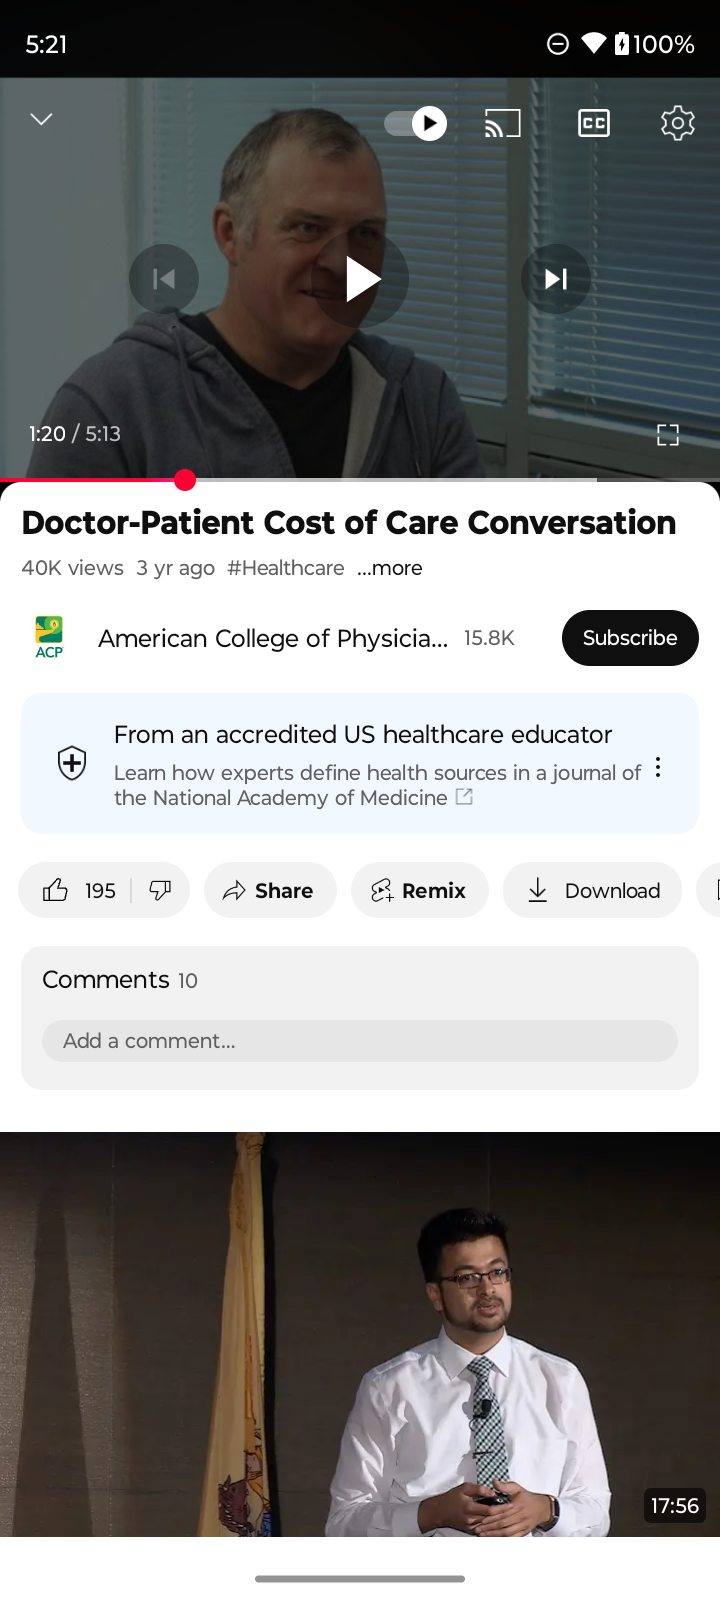 5:21
100%
CC
1:20 / 5:13
Doctor-Patient Cost of Care Conversation
40K views 3 yr ago #Healthcare ...more
ACP
American College of Physicia... 15.8K
Subscribe
From an accredited US healthcare educator
Learn how experts define health sources in a journal of
the National Academy of Medicine
195
Share
Remix
Download
Comments 10
Add a comment...
17:56